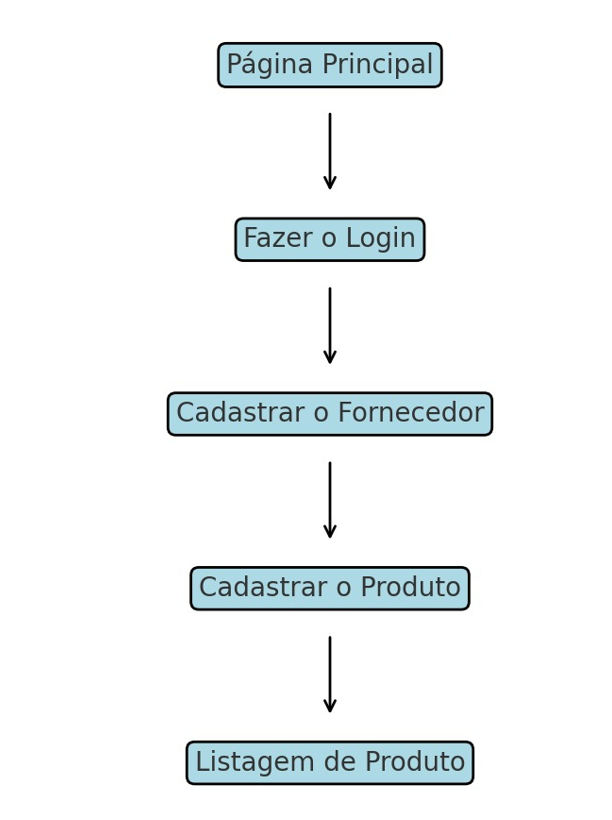 Página Principal
Fazer o Login
Cadastrar o Fornecedor
Cadastrar o Produto
Listagem de Produto